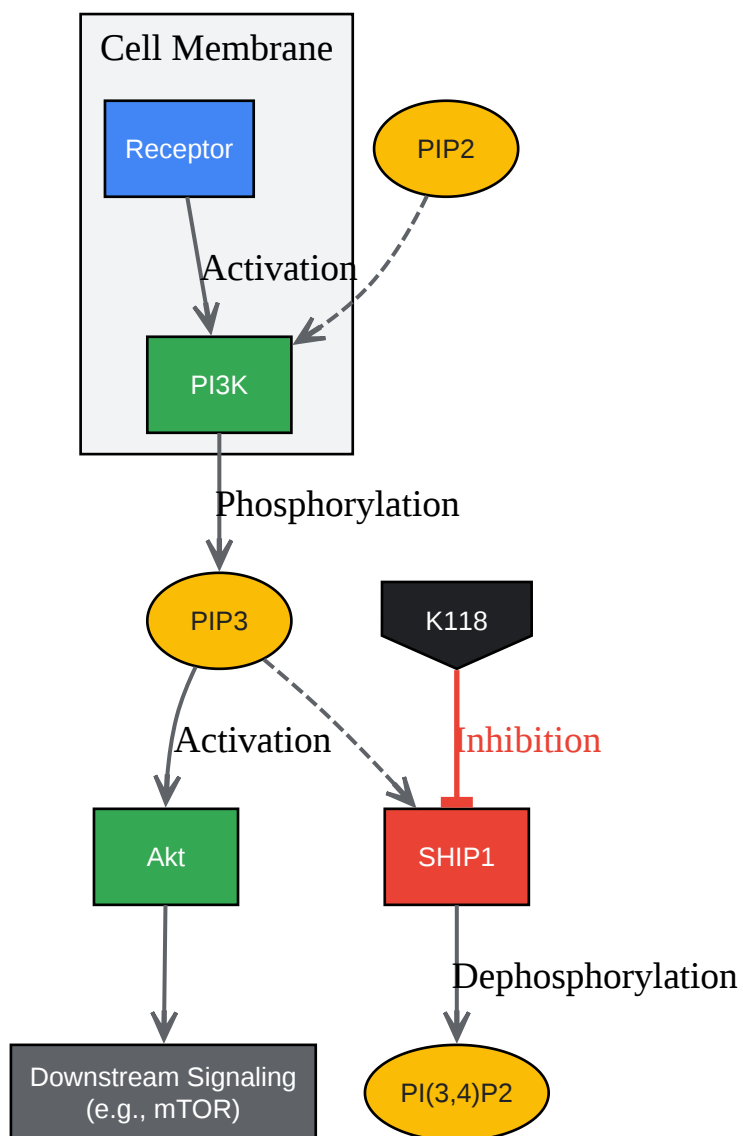 Cell Membrane
Receptor
PIP2
Activation
PI3K
Phosphorylation
PIP3
K118
Activation
Inhibition
Akt
SHIP1
Dephosphorylation
Downstream Signaling
(e.g., mTOR)
PI(3,4)P2